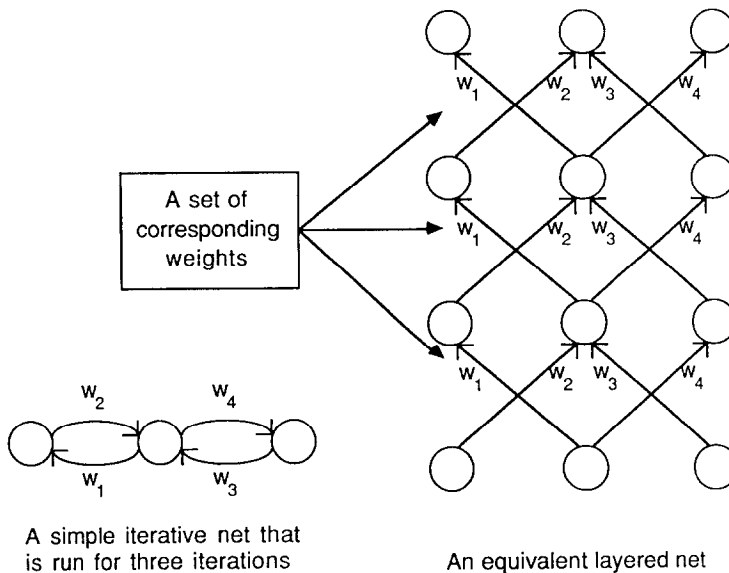 w1 w2 w3 w4
A set of
corresponding
weights
w1 w2 w3 w4
w1 w2 w3 w4
w2 w4
w1 w3
A simple iterative net that
is run for three iterations
An equivalent layered net